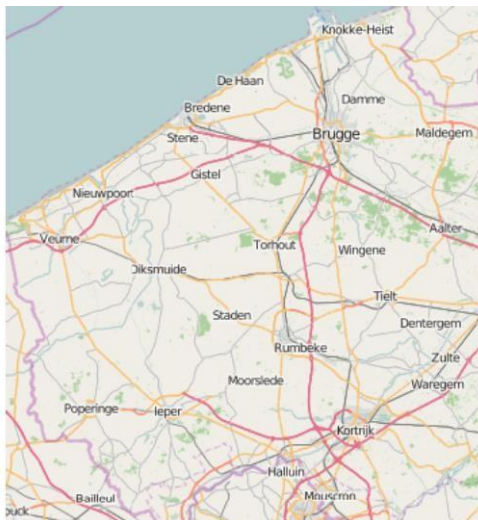 Knokke-Heist
De Haan
Damme
Bredene
Brugge
Maldegem
Stene
Gistel
Nieuwpoort
Aalter
Veurne
Torhout
Wingene
Diksmuide
Tielt
Staden
Dentergem
Rumbeke
Zulte
Moorslede
Waregem
Poperinge
Ieper
Kortrijk
Halluin
Mouscron
Bailleul
ouck